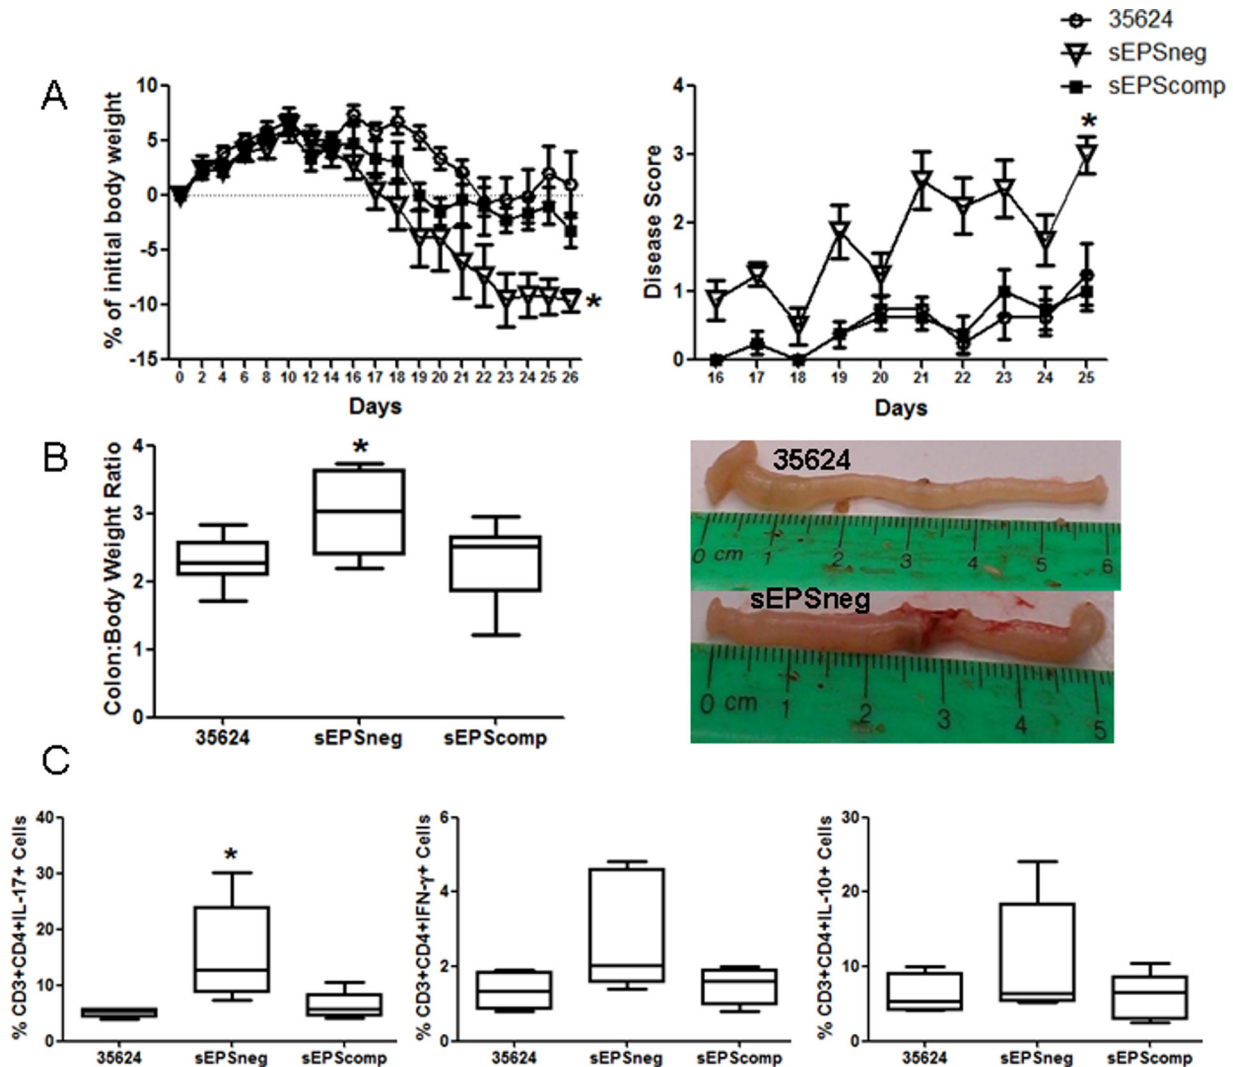 35624
sEPSneg
sEPScomp
A
% of initial body weight
10
5
0
-5
-10
-15
*
0 2 4 6 8 10 12 14 16 17 18 19 20 21 22 23 24 25 26
Days
Disease Score
4
3
2
1
0
*
16 17 18 19 20 21 22 23 24 25
Days
B
Colon:Body Weight Ratio
4
3
2
1
0
*
35624 sEPSneg sEPScomp
35624
0 cm 1 2 3 4 5 6
sEPSneg
0 cm 1 2 3 4 5
C
% CD3+CD4+IL-17+ Cells
40
30
20
10
0
*
35624 sEPSneg sEPScomp
% CD3+CD4+IFN-γ+ Cells
6
4
2
0
35624 sEPSneg sEPScomp
% CD3+CD4+IL-10+ Cells
30
20
10
0
35624 sEPSneg sEPScomp